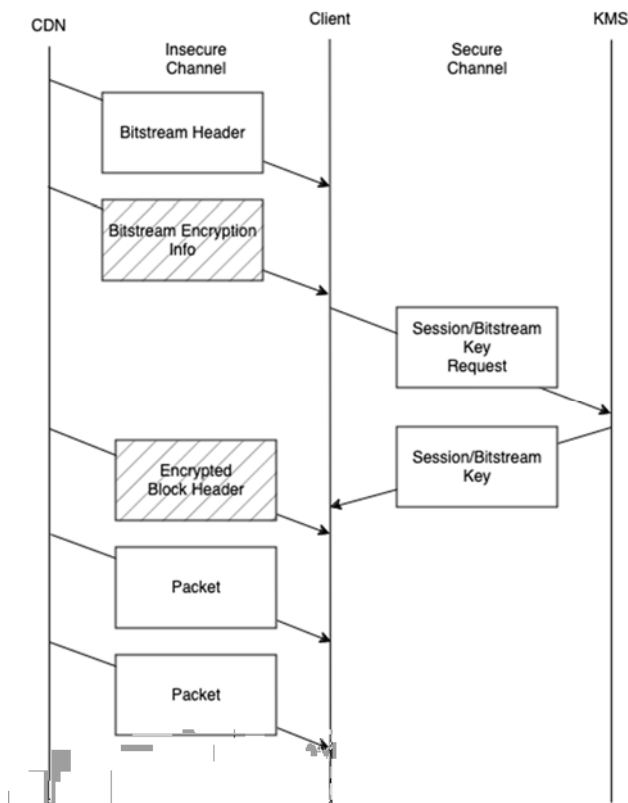 CDN
Client
KMS
Insecure
Channel
Secure
Channel
Bitstream Header
Bitstream Encryption
Info
Session/Bitstream
Key
Request
Session/Bitstream
Key
Encrypted
Block Header
Packet
Packet